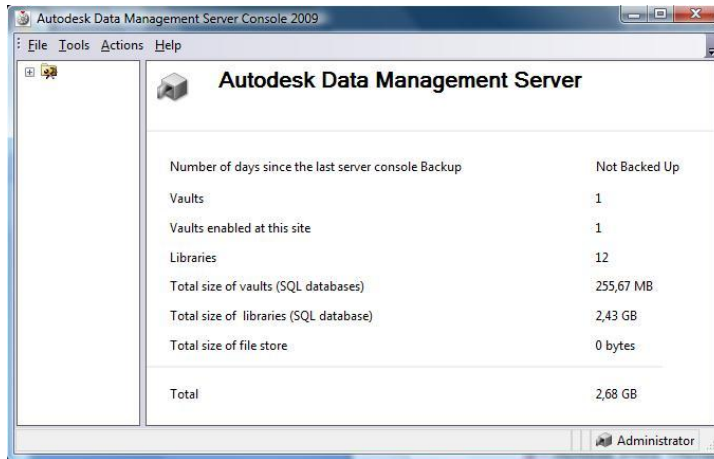 Autodesk Data Management Server Console 2009
File Tools Actions Help
Autodesk Data Management Server
Number of days since the last server console Backup Not Backed Up
Vaults 1
Vaults enabled at this site 1
Libraries 12
Total size of vaults (SQL databases) 255,67 MB
Total size of libraries (SQL database) 2,43 GB
Total size of file store 0 bytes
Total 2,68 GB
Administrator